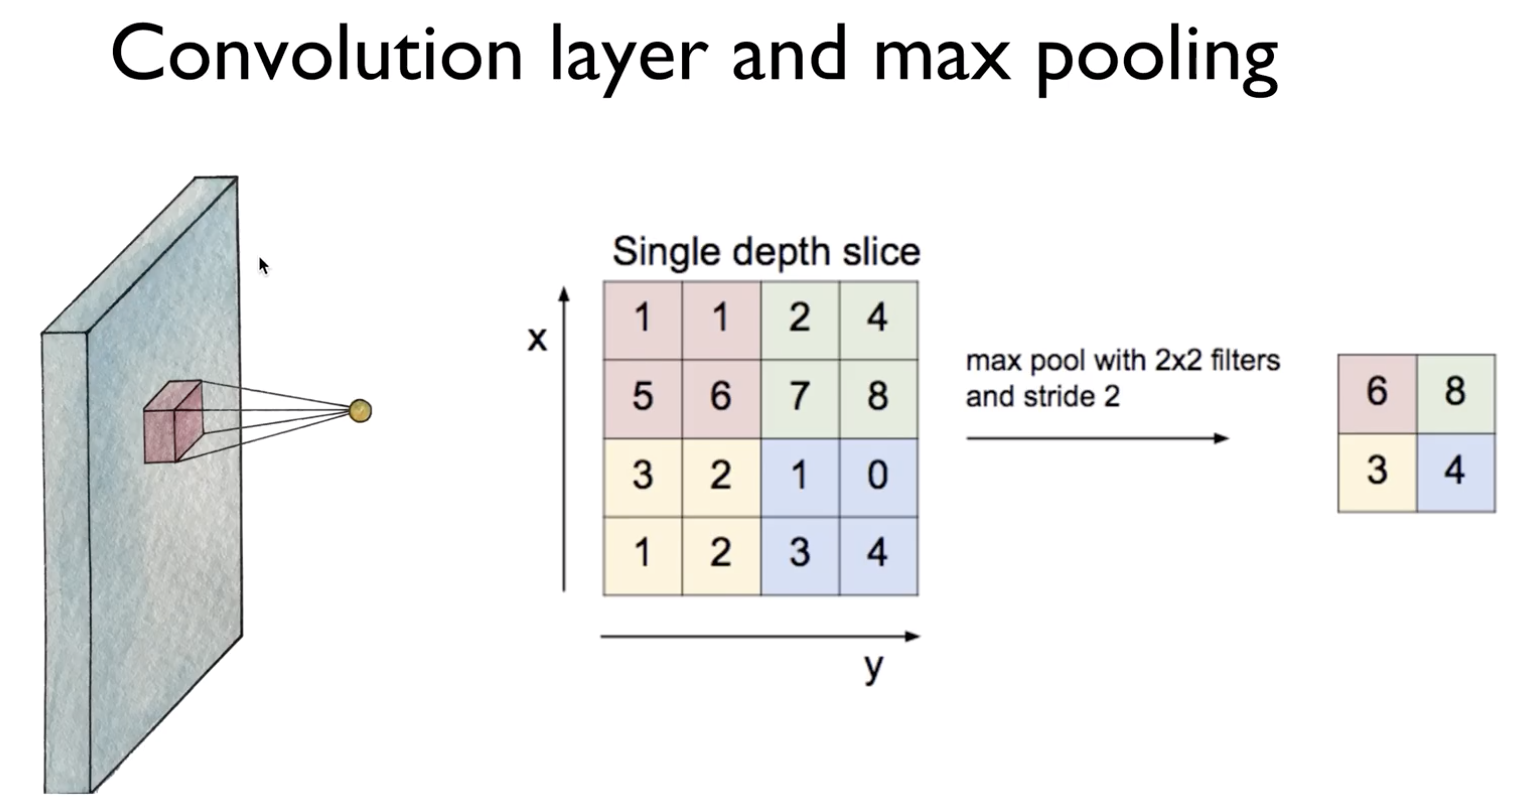 Convolution layer and max pooling
Single depth slice
x
1 1 2 4
5 6 7 8
3 2 1 0
1 2 3 4
y
max pool with 2x2 filters
and stride 2
6 8
3 4